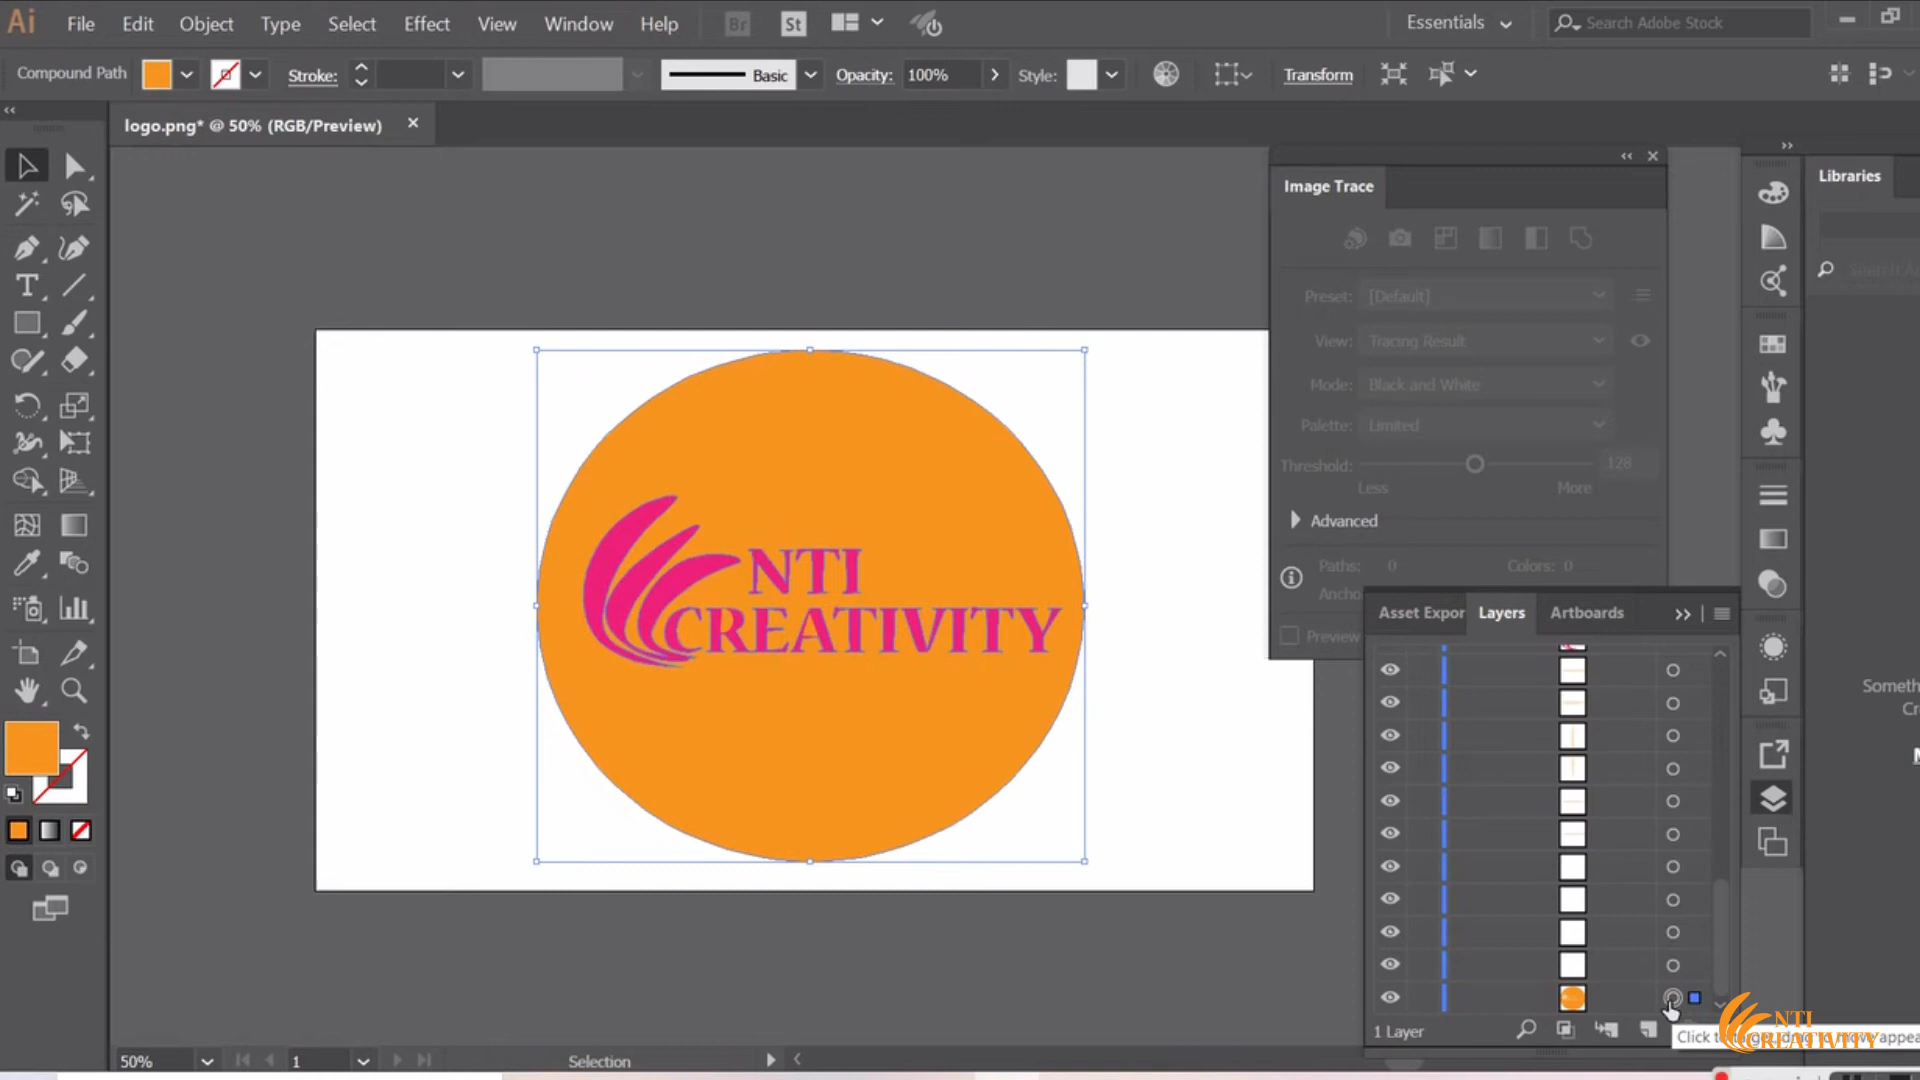 Ai File Edit Object Type Select Effect View Window Help Br St Essentials Search Adobe Stock
Compound Path Stroke: Basic Opacity: 100% Style: Transform
logo.png* @ 50% (RGB/Preview)
Libraries
Image Trace
Preset: [Default]
View: Tracing Result
Mode: Black and White
Palette: Limited
Threshold: 128
Less More
Advanced
Paths: 0 Colors: 0
Ancho
Preview
NTI
CREATIVITY
Asset Expor Layers Artboards
Someth
Cr
1 Layer
NTI
CREATIVITY
50% 1 Selection